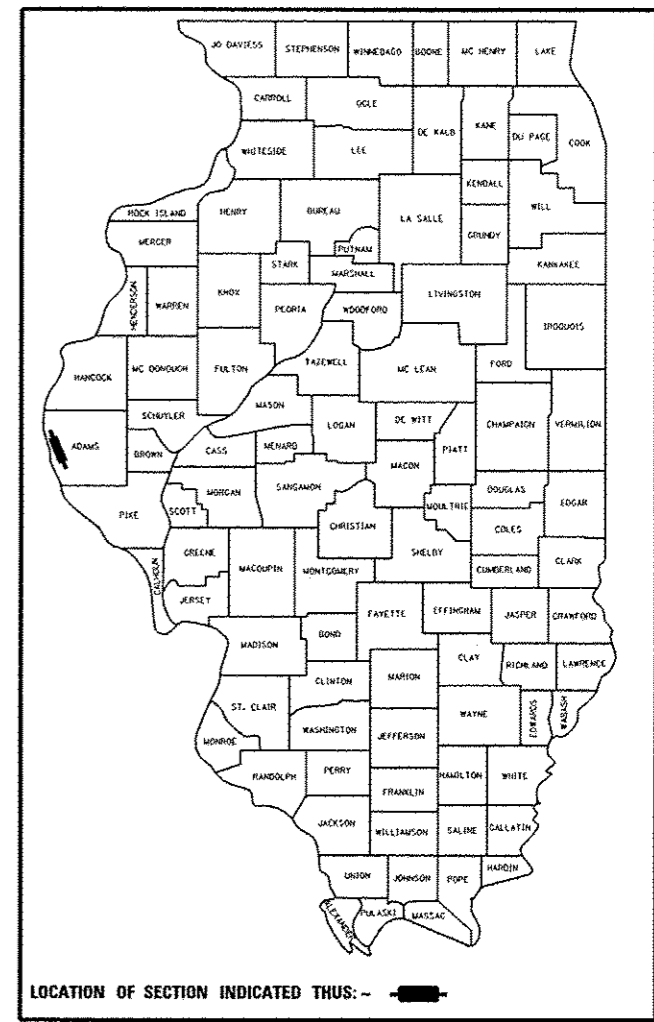 JO DAVIESS STEPHENSON WINNEBAGO BOONE MC HENRY LAKE
CARROLL OGLE DE KALB KANE DU PAGE COOK
WHITESIDE LEE KENDALL WILL
ROCK ISLAND HENRY BUREAU LA SALLE GRUNDY
MERCER PUTNAM KANKAKEE
STARK MARSHALL
HENDERSON WARREN KNOX PEORIA WOODFORD LIVINGSTON IROQUOIS
HANCOCK MC DONOUGH FULTON TAZEWELL MC LEAN FORD
SCHUYLER MASON LOGAN DE WITT CHAMPAIGN VERMILION
ADAMS BROWN CASS MENARD PIATT
MACON
PIKE SCOTT MORGAN SANGAMON MOULTRIE DOUGLAS EDGAR
CHRISTIAN COLES
CALHOUN GREENE MACOUPIN MONTGOMERY SHELBY CUMBERLAND CLARK
JERSEY FAYETTE EFFINGHAM JASPER CRAWFORD
MADISON BOND CLAY RICHLAND LAWRENCE
CLINTON MARION
ST. CLAIR WAYNE EDWARDS WABASH
MONROE WASHINGTON JEFFERSON
RANDOLPH PERRY HAMILTON WHITE
FRANKLIN
JACKSON WILLIAMSON SALINE GALLATIN
UNION JOHNSON POPE HARDIN
ALEXANDER PULASKI MASSAC
LOCATION OF SECTION INDICATED THUS: ~